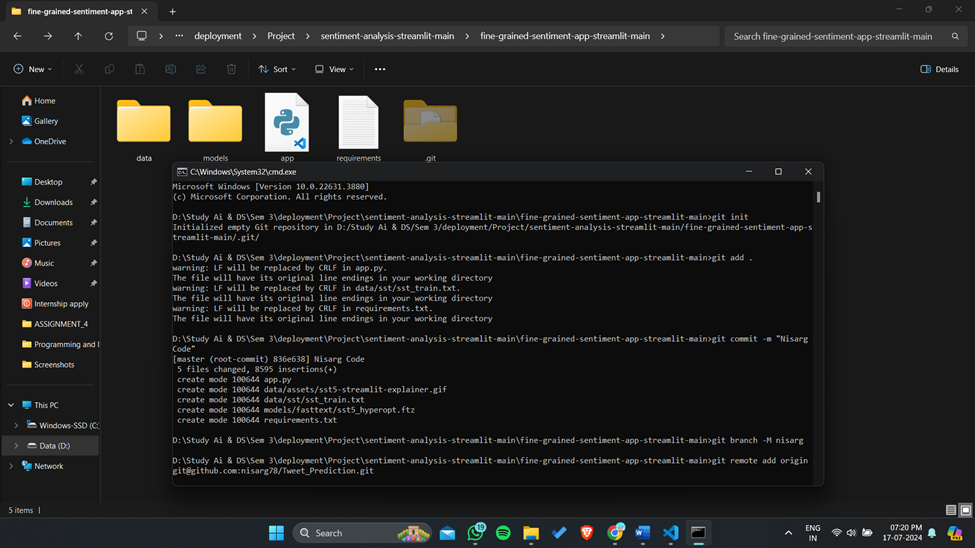 fine-grained-sentiment-app-st
deployment
Project
sentiment-analysis-streamlit-main
fine-grained-sentiment-app-streamlit-main
Search fine-grained-sentiment-app-streamlit-main
New
Sort
View
Details
Home
Gallery
OneDrive
Desktop
Downloads
Documents
Pictures
Music
Videos
Internship apply
ASSIGNMENT_4
Programming and I
Screenshots
This PC
Windows-SSD (C:
Data (D:)
Network
data
models
app
requirements
.git
C:\Windows\System32\cmd.exe
Microsoft Windows [Version 10.0.22631.3880]
(c) Microsoft Corporation. All rights reserved.
D:\Study Ai & DS\Sem 3\deployment\Project\sentiment-analysis-streamlit-main\fine-grained-sentiment-app-streamlit-main>git init
Initialized empty Git repository in D:/Study Ai & DS/Sem 3/deployment/Project/sentiment-analysis-streamlit-main/fine-grained-sentiment-app-s
treamlit-main/.git/
D:\Study Ai & DS\Sem 3\deployment\Project\sentiment-analysis-streamlit-main\fine-grained-sentiment-app-streamlit-main>git add .
warning: LF will be replaced by CRLF in app.py.
The file will have its original line endings in your working directory
warning: LF will be replaced by CRLF in data/sst/sst_train.txt.
The file will have its original line endings in your working directory
warning: LF will be replaced by CRLF in requirements.txt.
The file will have its original line endings in your working directory
D:\Study Ai & DS\Sem 3\deployment\Project\sentiment-analysis-streamlit-main\fine-grained-sentiment-app-streamlit-main>git commit -m "Nisarg
Code"
[master (root-commit) 836e638] Nisarg Code
5 files changed, 8595 insertions(+)
create mode 100644 app.py
create mode 100644 data/assets/sst5-streamlit-explainer.gif
create mode 100644 data/sst/sst_train.txt
create mode 100644 models/fasttext/sst5_hyperopt.ftz
create mode 100644 requirements.txt
D:\Study Ai & DS\Sem 3\deployment\Project\sentiment-analysis-streamlit-main\fine-grained-sentiment-app-streamlit-main>git branch -M nisarg
D:\Study Ai & DS\Sem 3\deployment\Project\sentiment-analysis-streamlit-main\fine-grained-sentiment-app-streamlit-main>git remote add origin
git@github.com:nisarg78/Tweet_Prediction.git
5 items
Search
19
ENG
IN
07:20 PM
17-07-2024